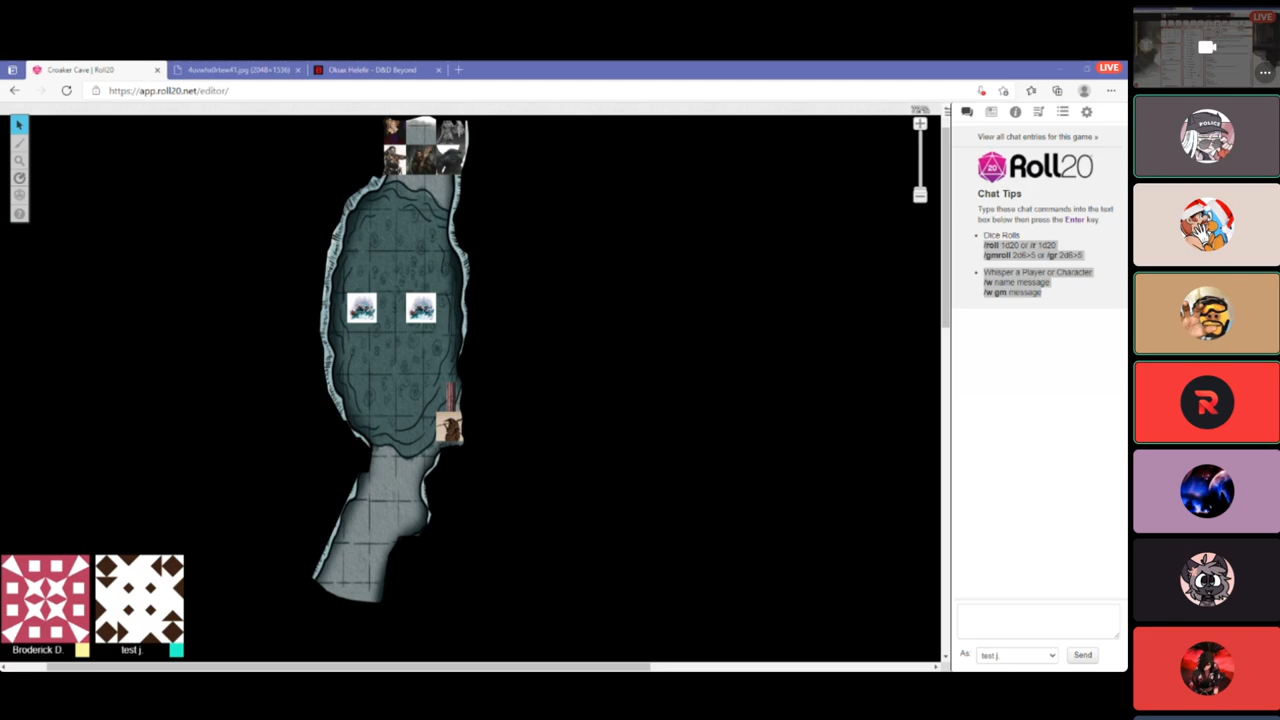 LIVE
Croaker Cave | Roll20
4uvwhx0rtew41.jpg (2048×1536)
Okiax Helefir - D&D Beyond
LIVE
https://app.roll20.net/editor/
View all chat entries for this game »
Roll20
Chat Tips
Type these chat commands into the text
box below then press the Enter key.
Dice Rolls
/roll 1d20 or /r 1d20
/gmroll 2d6>5 or /gr 2d6>5
Whisper a Player or Character
/w name message
/w gm message
POLICE
Broderick D.
test j.
As:
test j.
Send